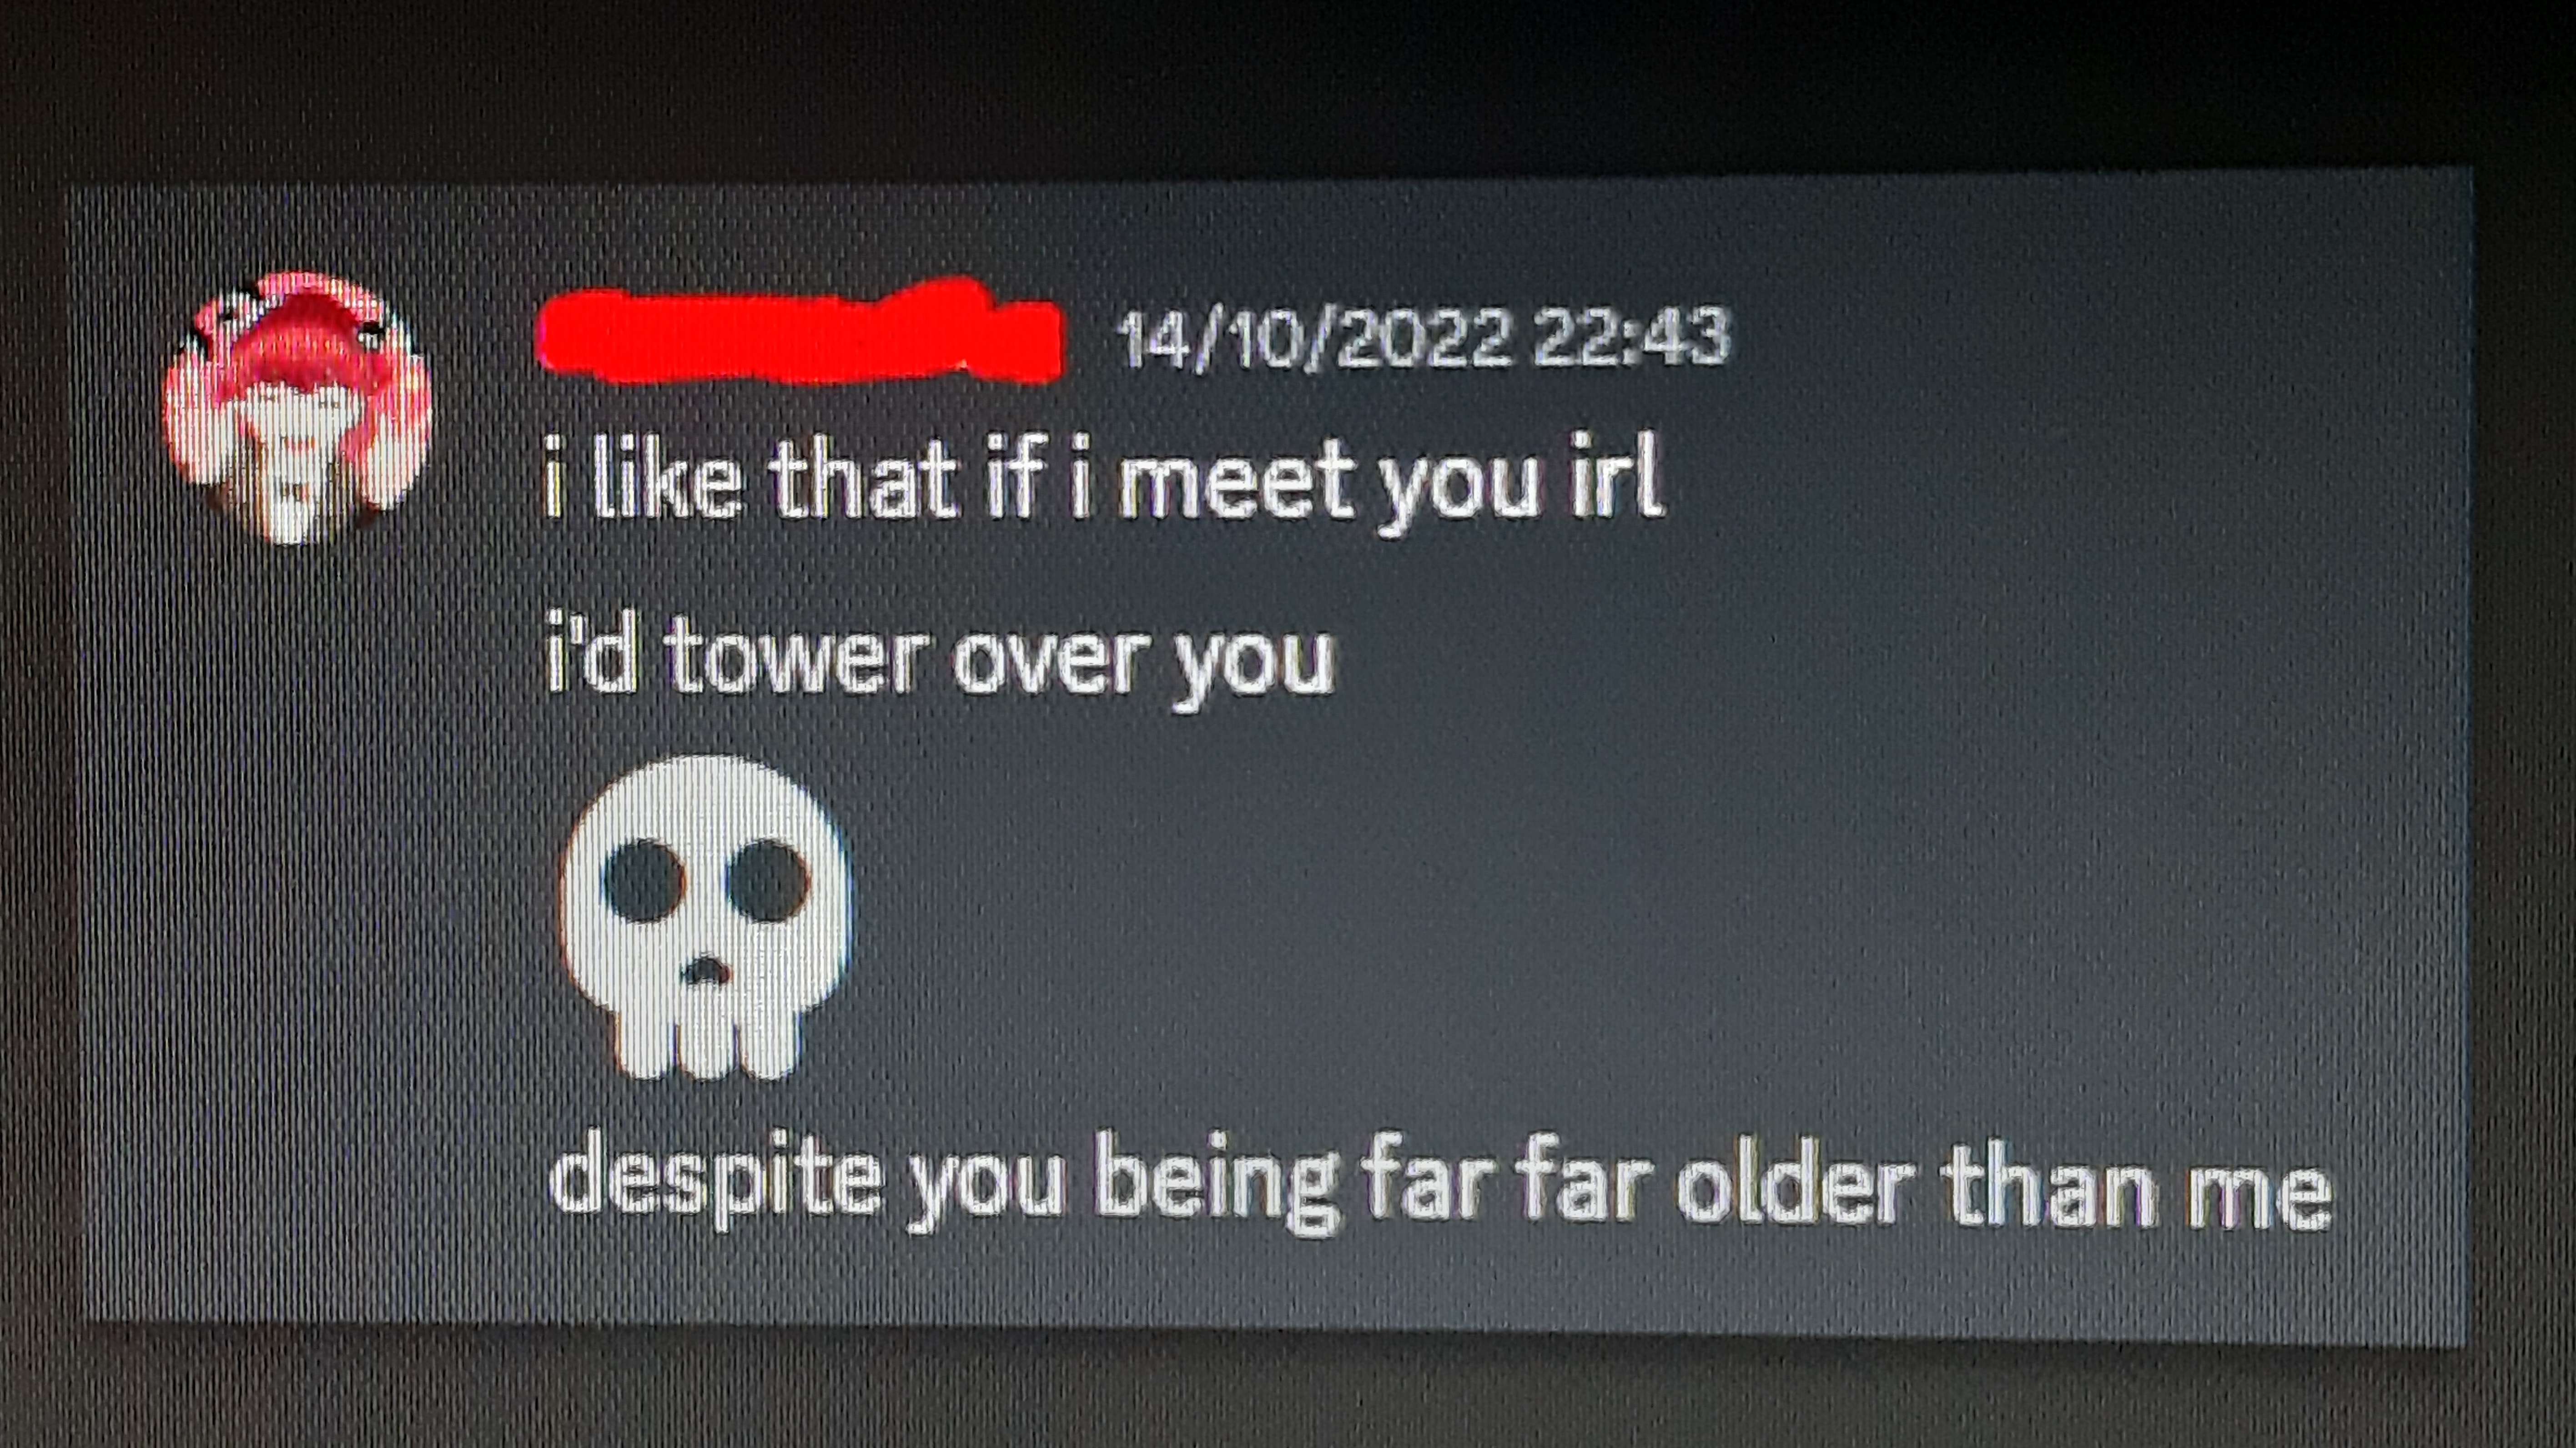 14/10/2022 22:43
i like that if i meet you irl
i'd tower over you
💀
despite you being far far older than me